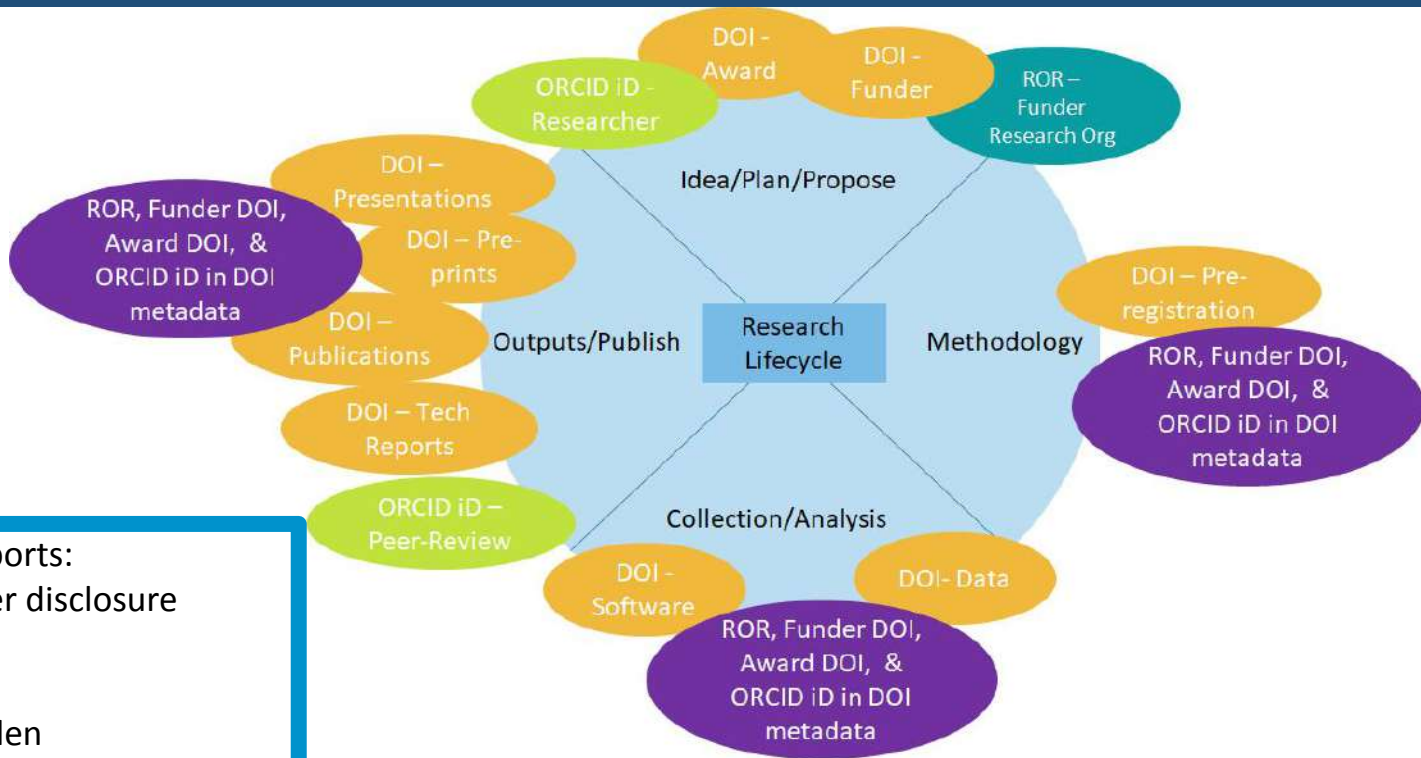 DOI -
Award
DOI -
Funder
ROR –
Funder
Research Org
ORCID iD -
Researcher
Idea/Plan/Propose
DOI –
Presentations
ROR, Funder DOI,
Award DOI, &
ORCID iD in DOI
metadata
DOI – Pre-
prints
DOI –
Publications
Outputs/Publish
Research
Lifecycle
Methodology
DOI – Pre-
registration
ROR, Funder DOI,
Award DOI, &
ORCID iD in DOI
metadata
DOI – Tech
Reports
ORCID iD –
Peer-Review
Collection/Analysis
DOI -
Software
DOI- Data
ROR, Funder DOI,
Award DOI, &
ORCID iD in DOI
metadata
disclosure